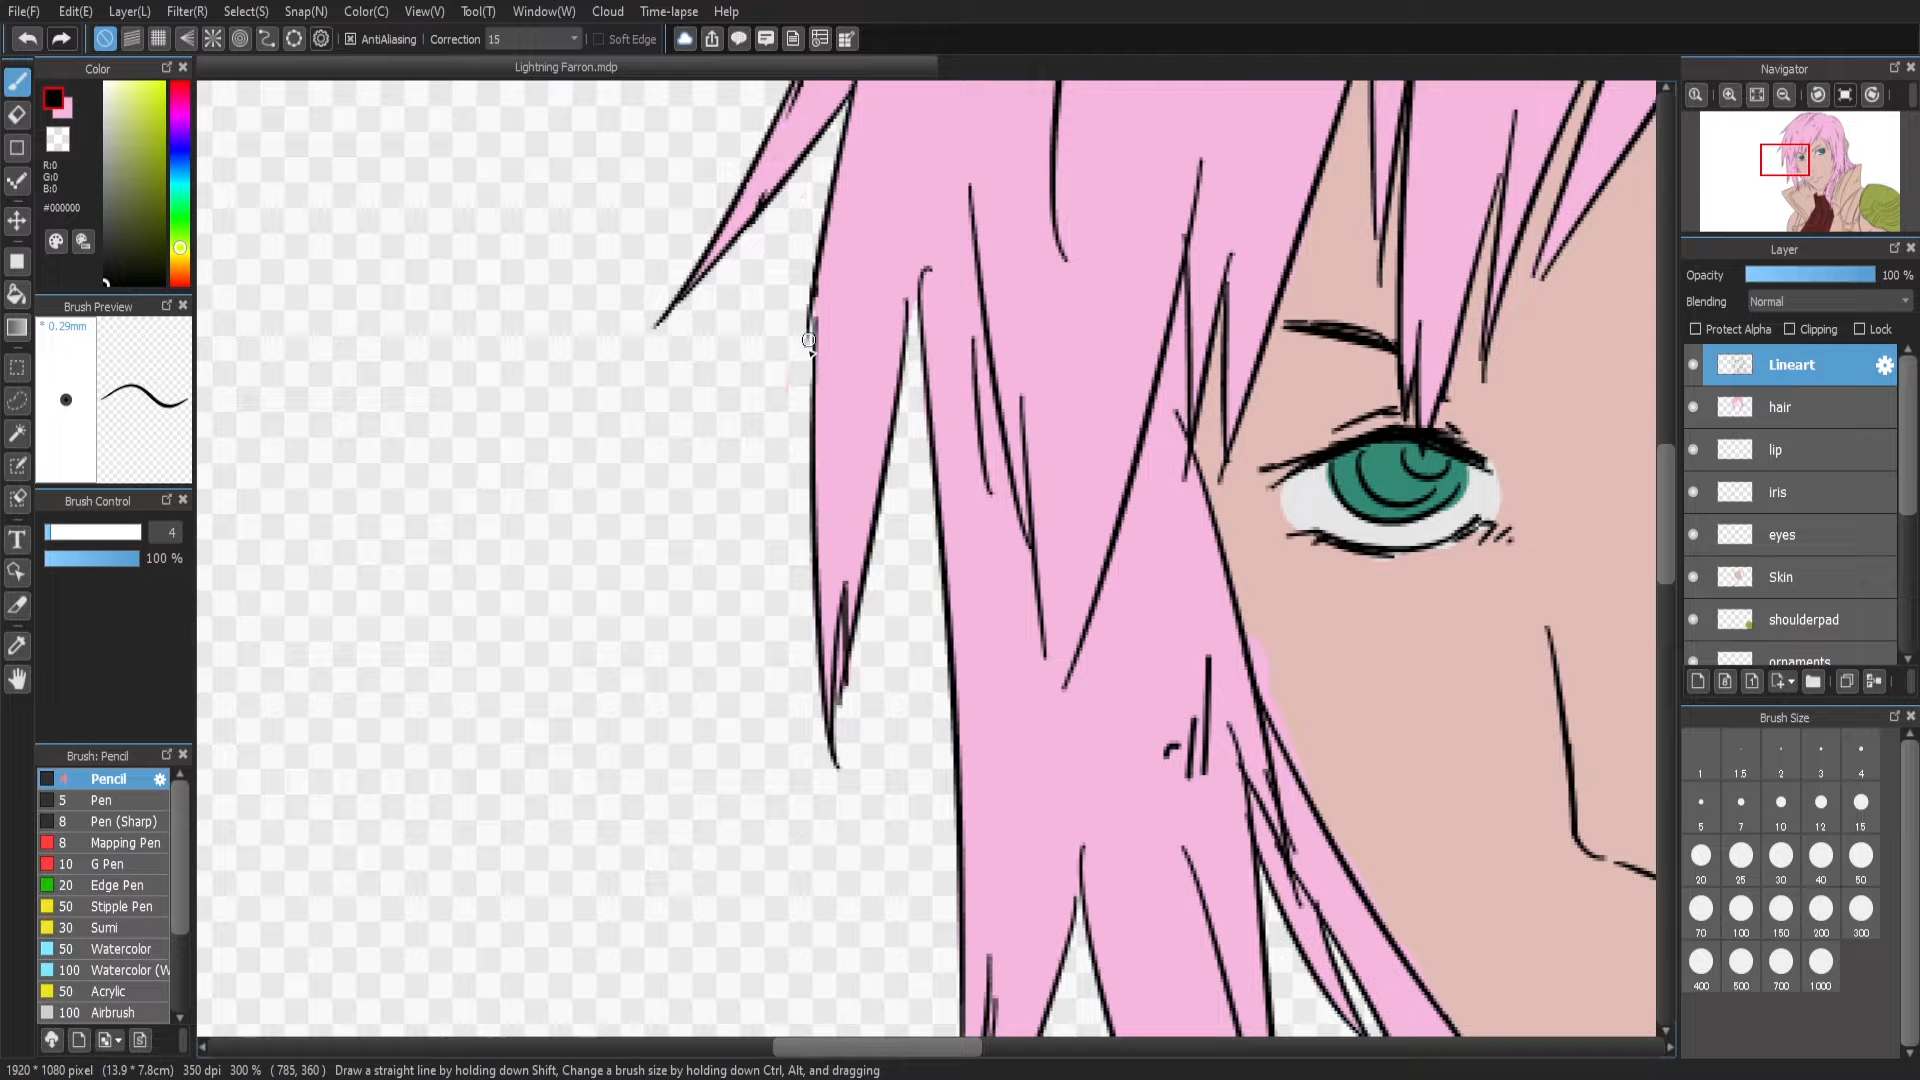 File(F) Edit(E) Layer(L) Filter(R) Select(S) Snap(N) Color(C) View(V) Tool(T) Window(W) Cloud Time-lapse Help
AntiAliasing Correction 15 Soft Edge
Color
Lightning Farron.mdp
Navigator
R:0
G:0
B:0
#000000
Layer
Opacity 100 %
Blending Normal
Protect Alpha Clipping Lock
Brush Preview
* 0.29mm
Lineart
hair
lip
iris
eyes
Skin
shoulderpad
ornaments
Brush Control
4
100 %
Brush Size
1 1.5 2 3 4
5 7 10 12 15
20 25 30 40 50
70 100 150 200 300
400 500 700 1000
Brush: Pencil
4 Pencil
5 Pen
8 Pen (Sharp)
8 Mapping Pen
10 G Pen
20 Edge Pen
50 Stipple Pen
30 Sumi
50 Watercolor
100 Watercolor (W
50 Acrylic
100 Airbrush
1920 * 1080 pixel (13.9 * 7.8cm) 350 dpi 300 % ( 785, 360 ) Draw a straight line by holding down Shift, Change a brush size by holding down Ctrl, Alt, and dragging